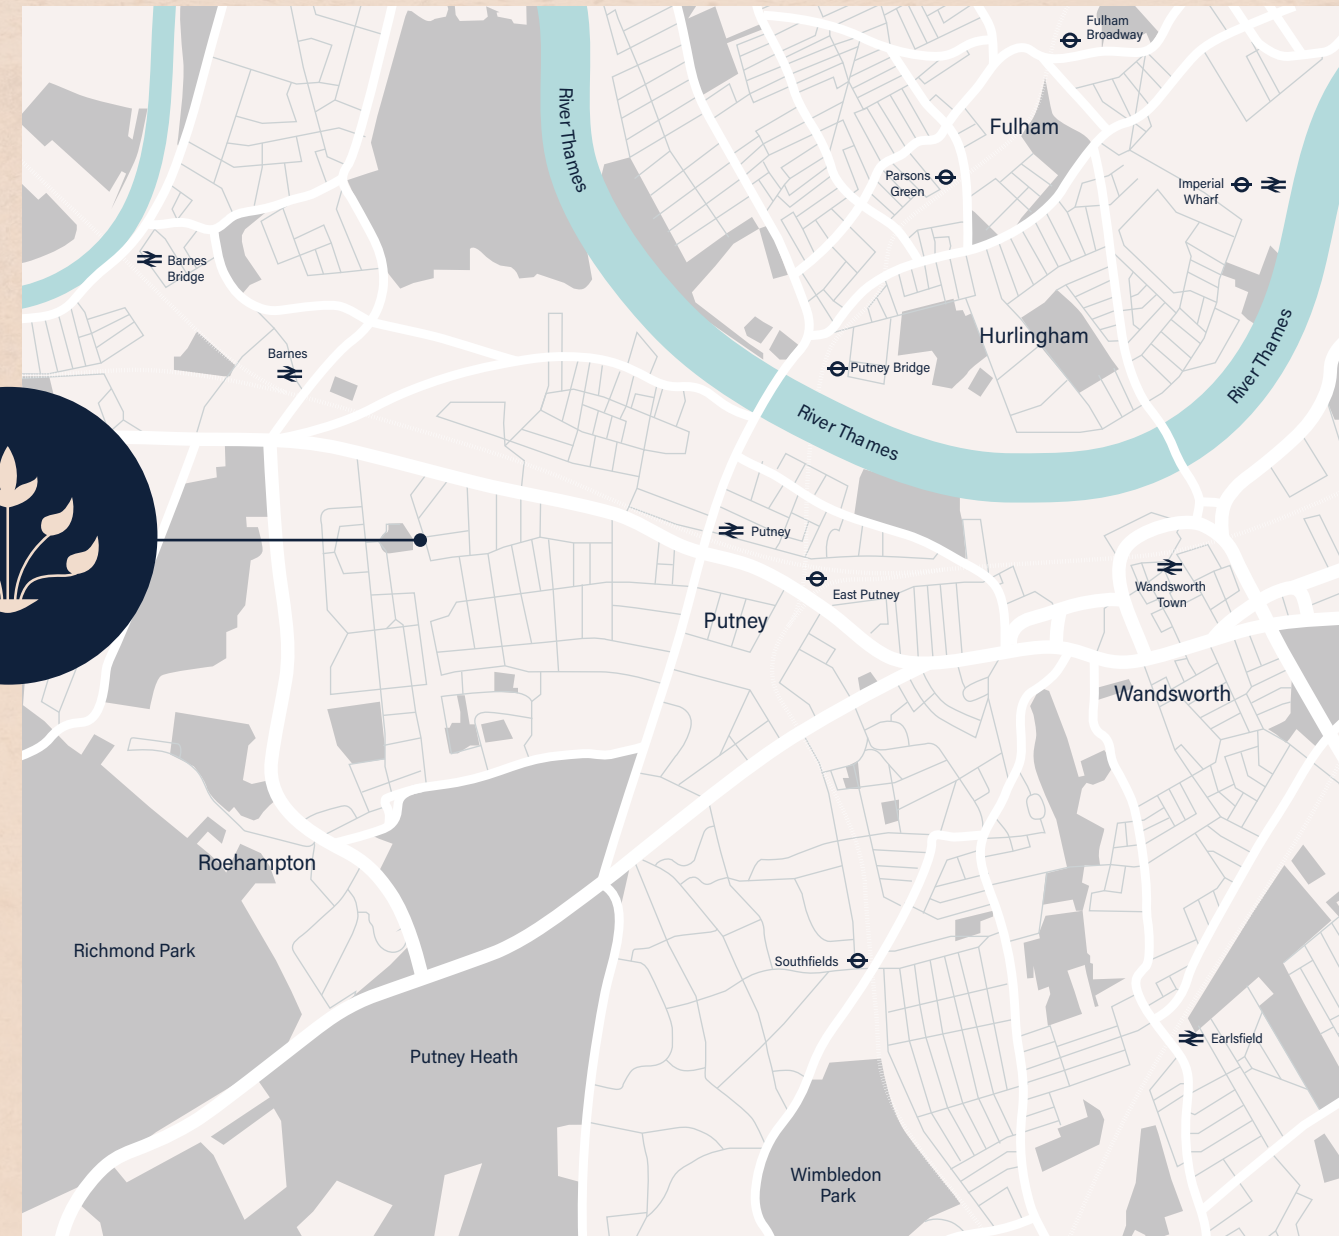 Fulham
Broadway
River Thames
Fulham
Parsons
Green
Imperial
Wharf
Barnes
Bridge
River Thames
Hurlingham
Barnes
Putney Bridge
River Thames
Putney
Wandsworth
Town
East Putney
Putney
Wandsworth
Roehampton
Richmond Park
Southfields
Earlsfield
Putney Heath
Wimbledon
Park